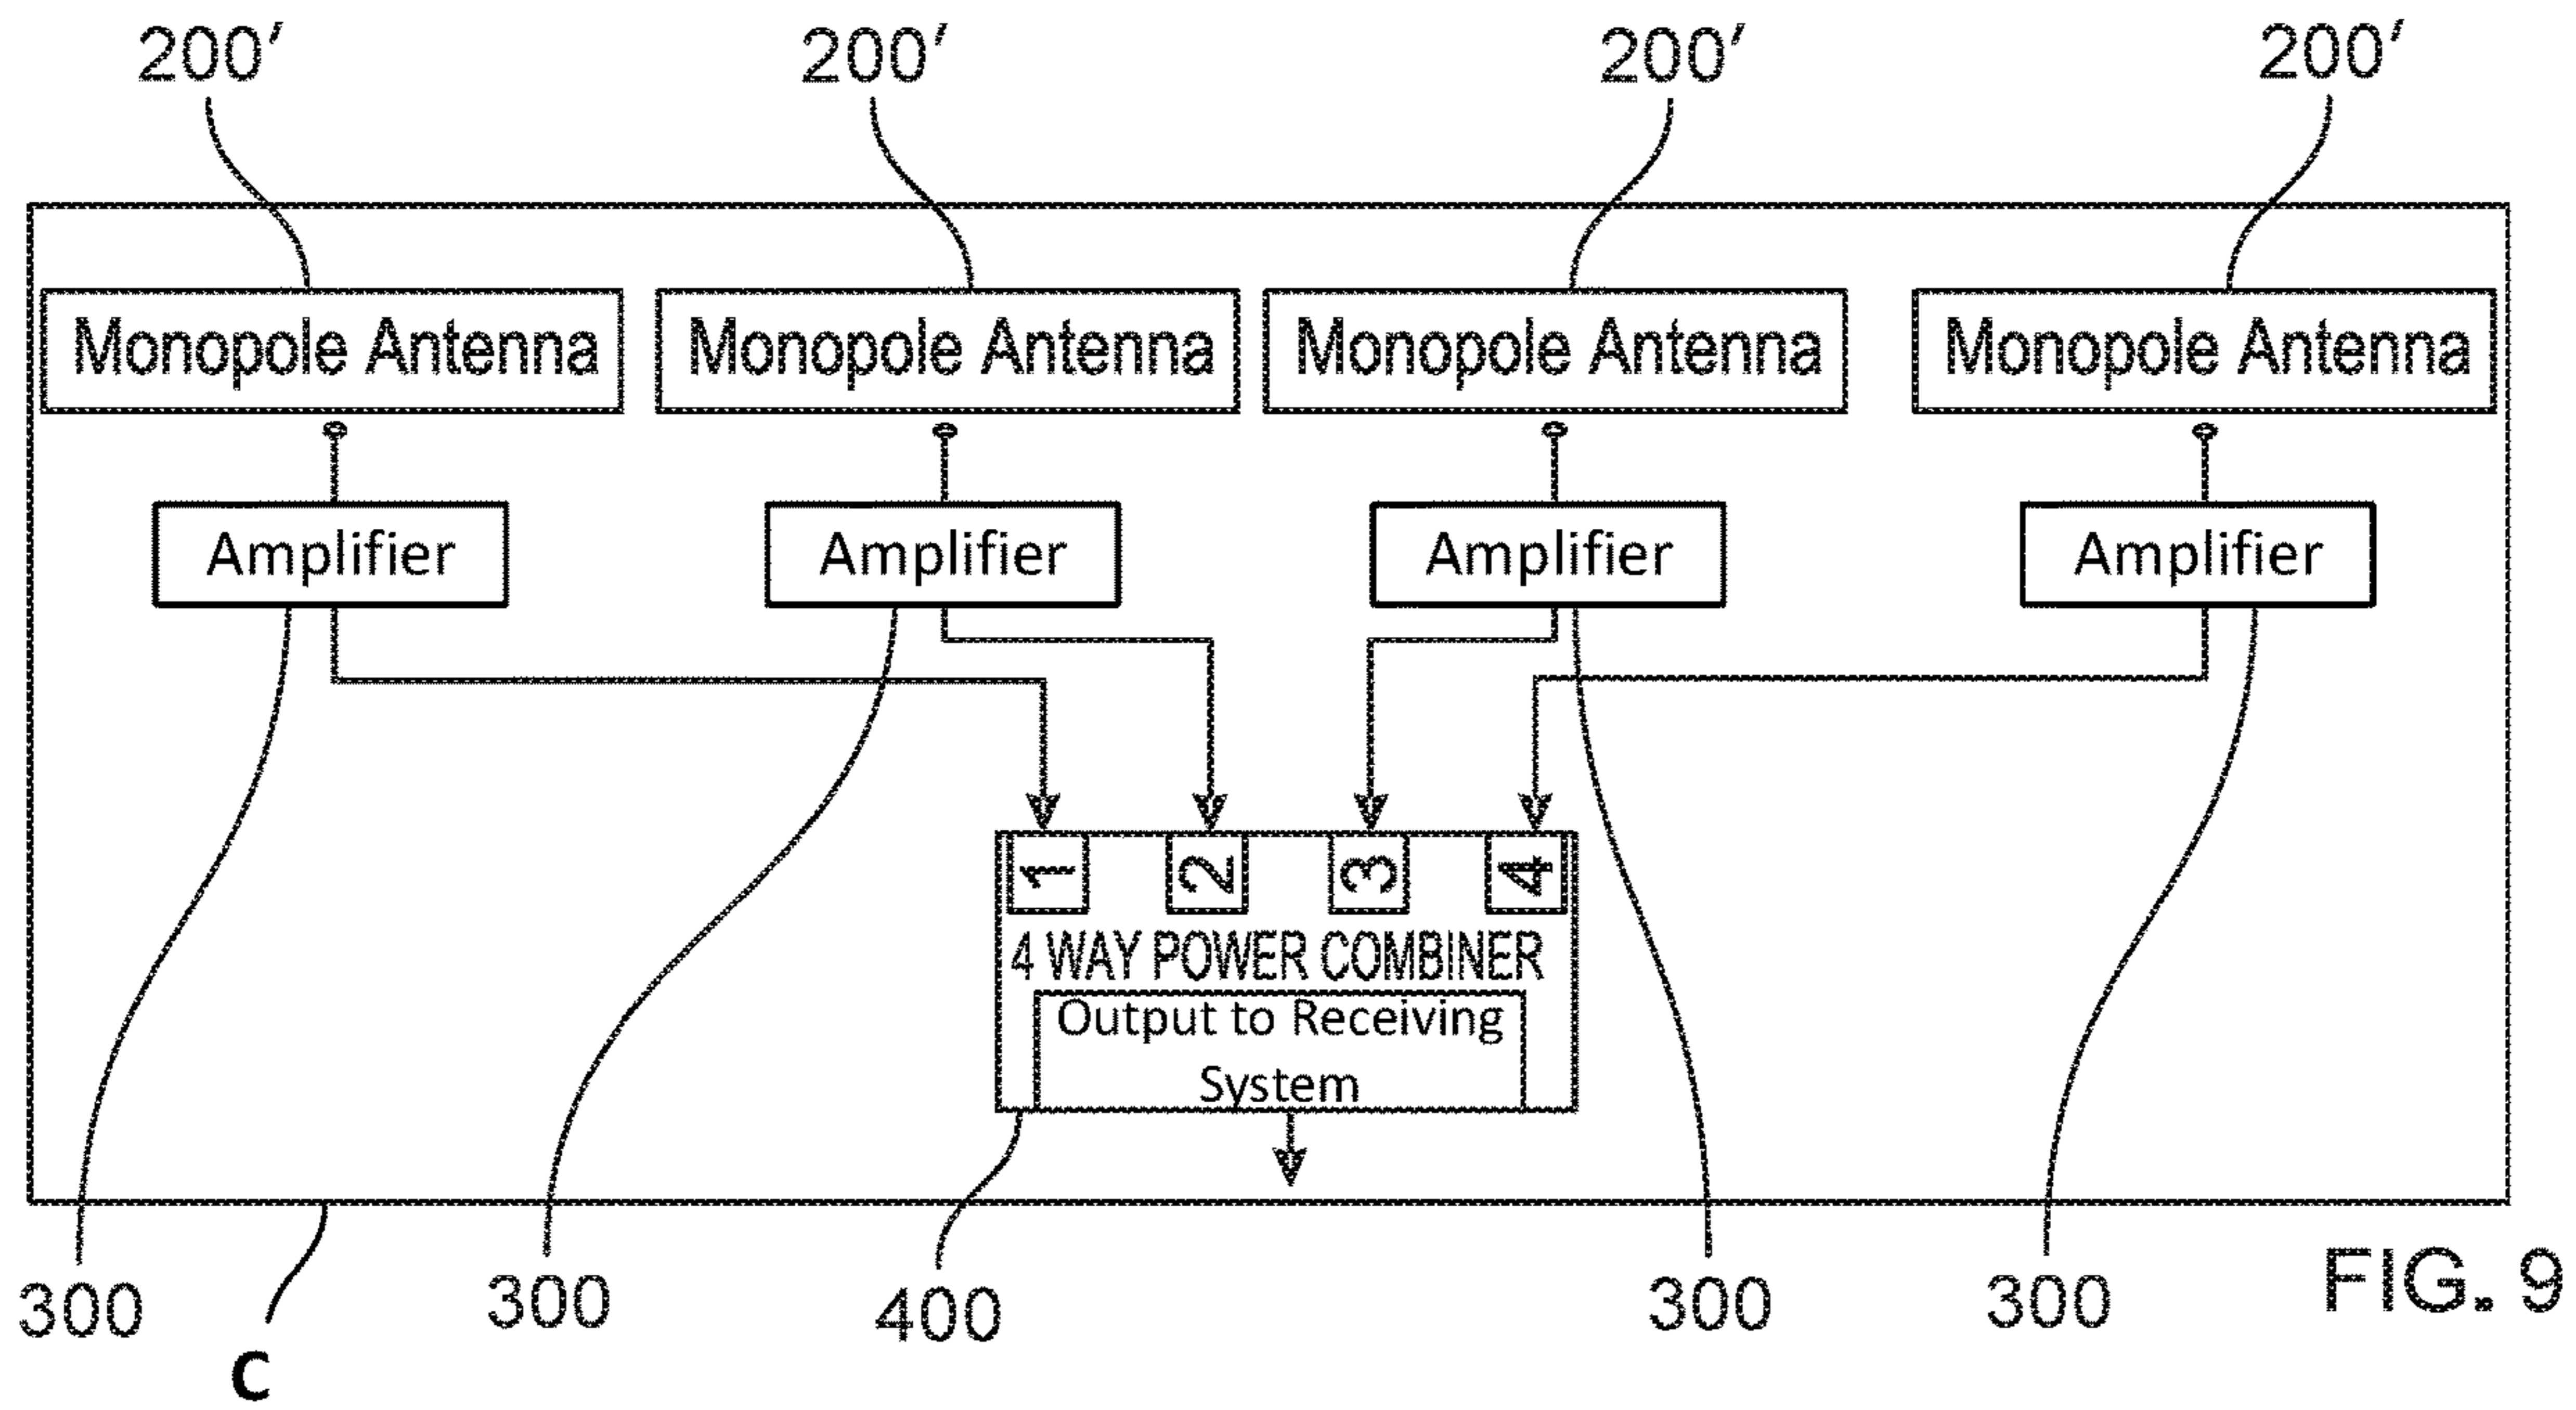 200′ 200′ 200′ 200′
Monopole Antenna Monopole Antenna Monopole Antenna Monopole Antenna
Amplifier Amplifier Amplifier Amplifier
1 2 3 4
4 WAY POWER COMBINER
Output to Receiving
System
300 300 400 300 300 FIG. 9
C